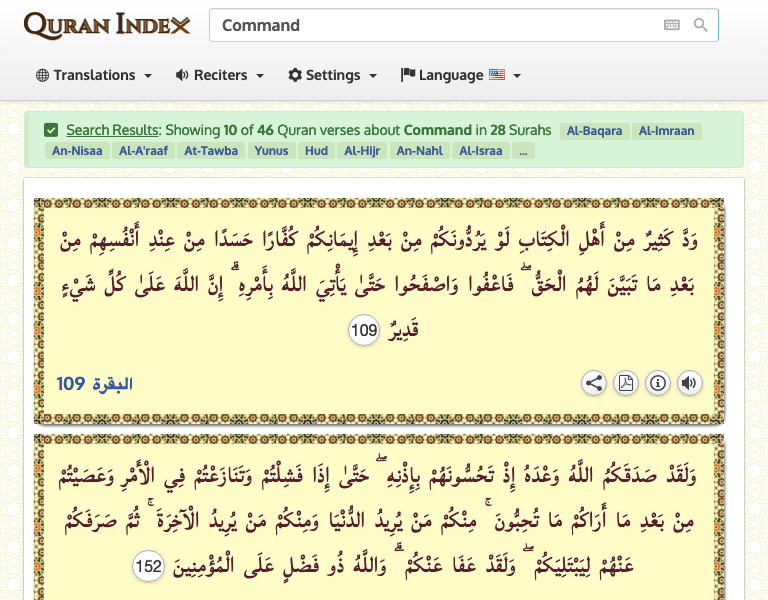 QURAN INDEX
Command
Translations Reciters Settings Language
Search Results: Showing 10 of 46 Quran verses about Command in 28 Surahs Al-Baqara Al-Imraan
An-Nisaa Al-A'raaf At-Tawba Yunus Hud Al-Hijr An-Nahl Al-Israa ...
وَدَّ كَثِيرٌ مِنْ أَهْلِ الْكِتَابِ لَوْ يَرُدُّونَكُمْ مِنْ بَعْدِ إِيمَانِكُمْ كُفَّارًا حَسَدًا مِنْ عِنْدِ أَنْفُسِهِمْ مِنْ
بَعْدِ مَا تَبَيَّنَ لَهُمُ الْحَقُّ ۖ فَاعْفُوا وَاصْفَحُوا حَتَّىٰ يَأْتِيَ اللَّهُ بِأَمْرِهِ ۗ إِنَّ اللَّهَ عَلَىٰ كُلِّ شَيْءٍ
قَدِيرٌ 109
البقرة 109
وَلَقَدْ صَدَقَكُمُ اللَّهُ وَعْدَهُ إِذْ تَحُسُّونَهُمْ بِإِذْنِهِ ۖ حَتَّىٰ إِذَا فَشِلْتُمْ وَتَنَازَعْتُمْ فِي الْأَمْرِ وَعَصَيْتُمْ
مِنْ بَعْدِ مَا أَرَاكُمْ مَا تُحِبُّونَ ۚ مِنْكُمْ مَنْ يُرِيدُ الدُّنْيَا وَمِنْكُمْ مَنْ يُرِيدُ الْآخِرَةَ ۚ ثُمَّ صَرَفَكُمْ
عَنْهُمْ لِيَبْتَلِيَكُمْ ۖ وَلَقَدْ عَفَا عَنْكُمْ ۗ وَاللَّهُ ذُو فَضْلٍ عَلَى الْمُؤْمِنِينَ 152